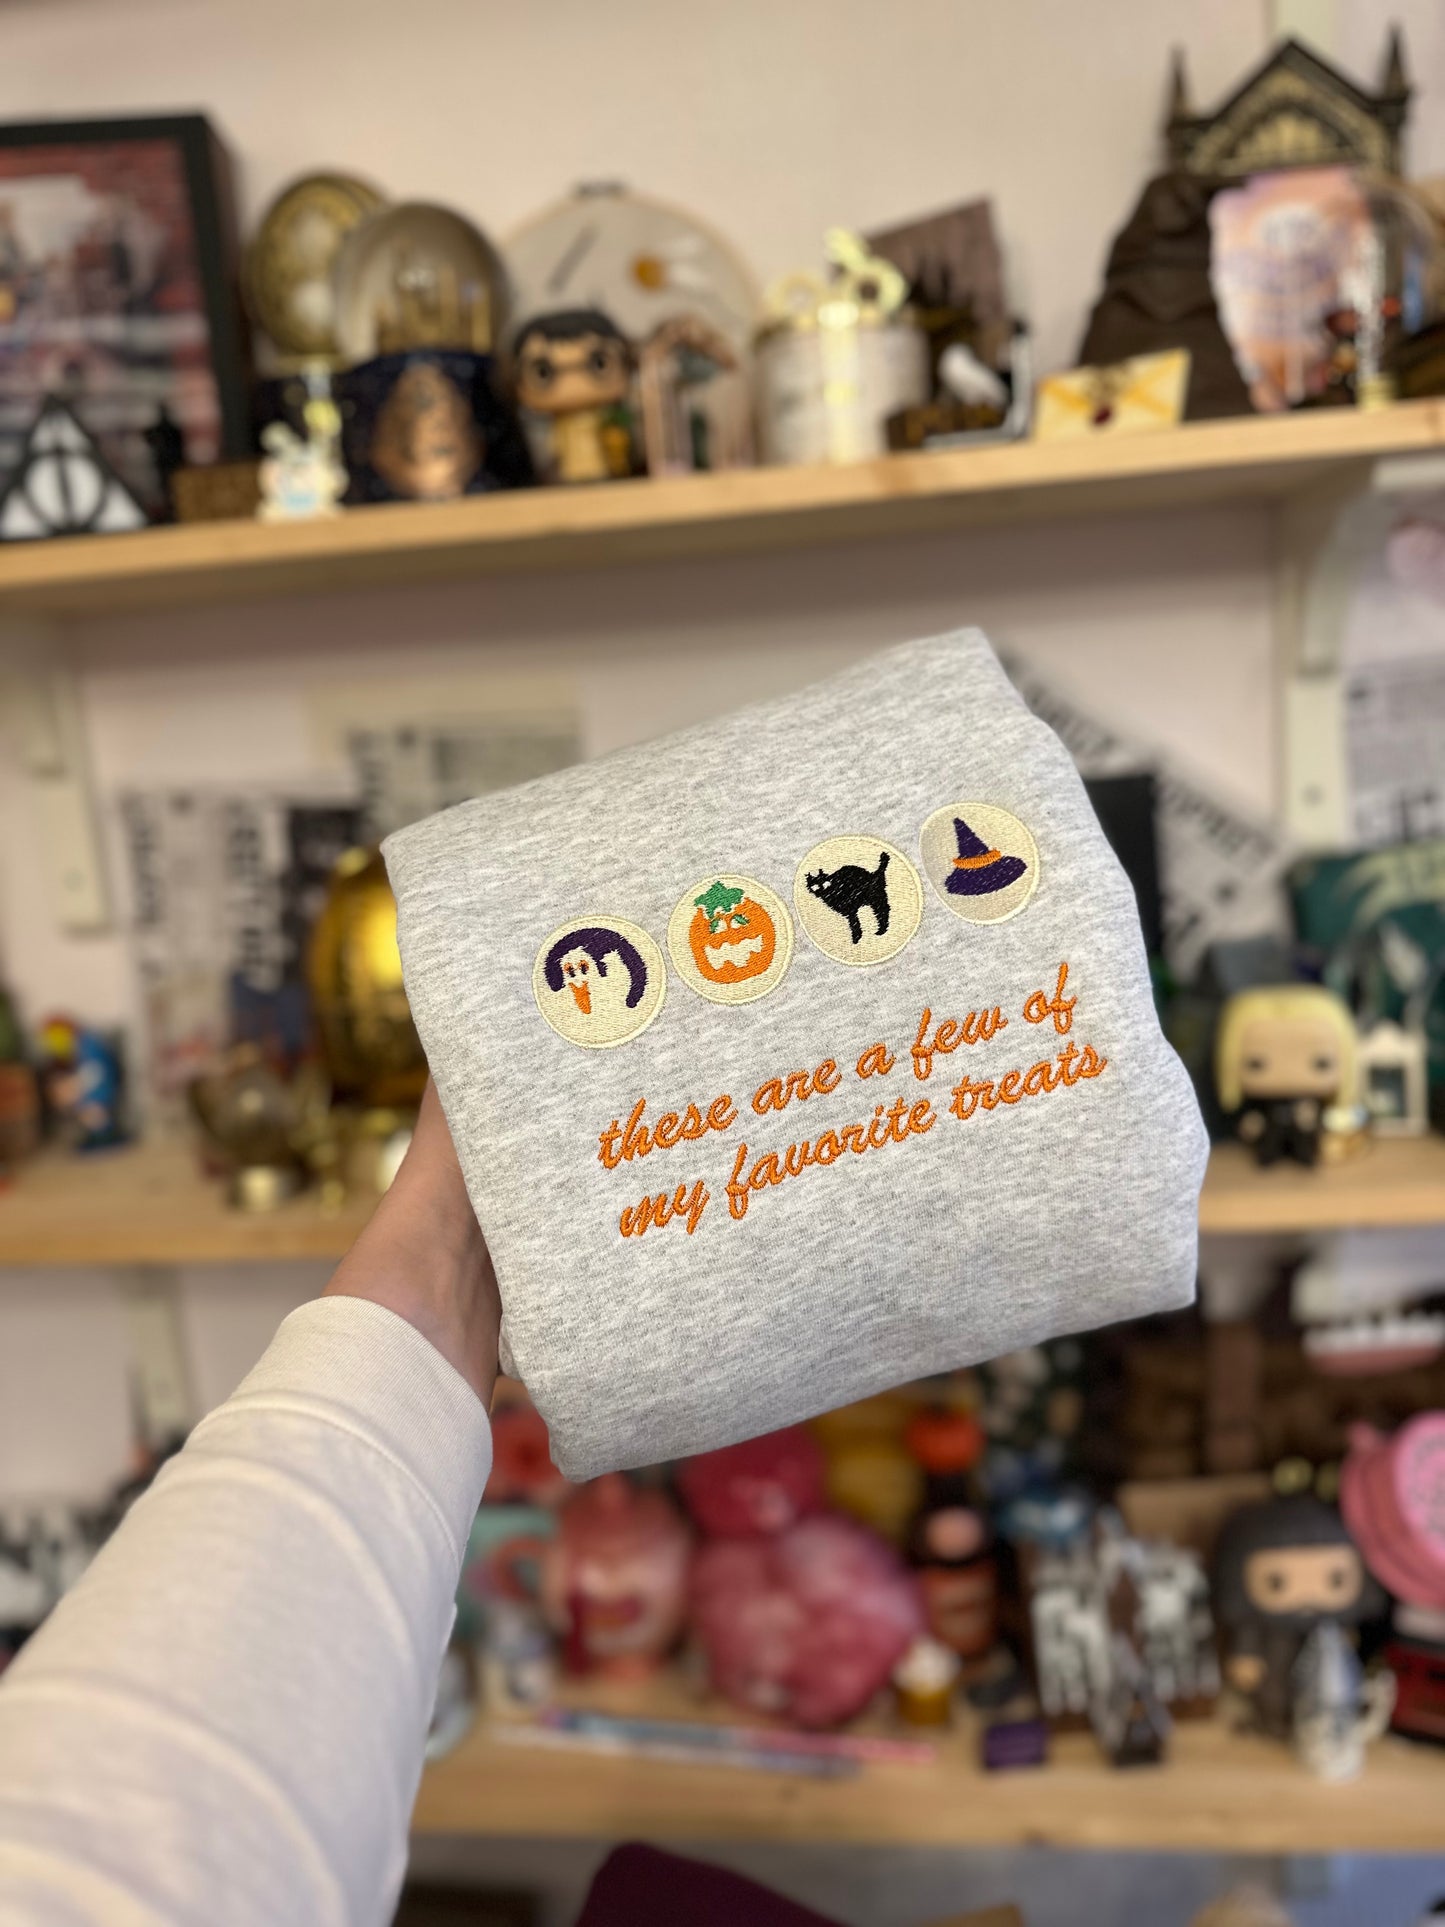 these are a few of
my favorite treats